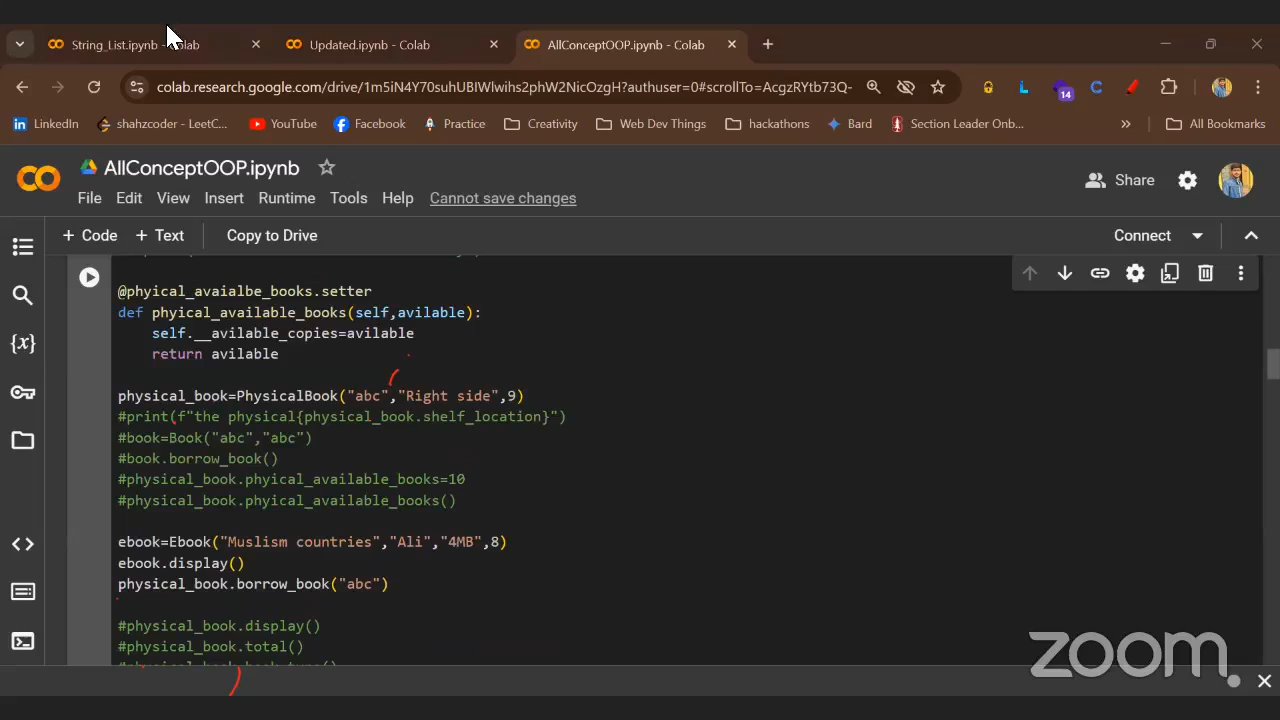 String_List.ipynb - Colab
Updated.ipynb - Colab
AllConceptOOP.ipynb - Colab
colab.research.google.com/drive/1m5iN4Y70suhUBIWlwihs2phW2NicOzgH?authuser=0#scrollTo=AcgzRYtb73Q-
14
LinkedIn
shahzcoder - LeetC...
YouTube
Facebook
Practice
Creativity
Web Dev Things
hackathons
Bard
Section Leader Onb...
»
All Bookmarks
AllConceptOOP.ipynb
File Edit View Insert Runtime Tools Help Cannot save changes
Share
+ Code + Text Copy to Drive
Connect
@phyical_avaialbe_books.setter
def phyical_available_books(self,avilable):
self.__avilable_copies=avilable
return avilable
physical_book=PhysicalBook("abc","Right side",9)
#print(f"the physical{physical_book.shelf_location}")
#book=Book("abc","abc")
#book.borrow_book()
#physical_book.phyical_available_books=10
#physical_book.phyical_available_books()
ebook=Ebook("Muslism countries","Ali","4MB",8)
ebook.display()
physical_book.borrow_book("abc")
#physical_book.display()
#physical_book.total()
zoom